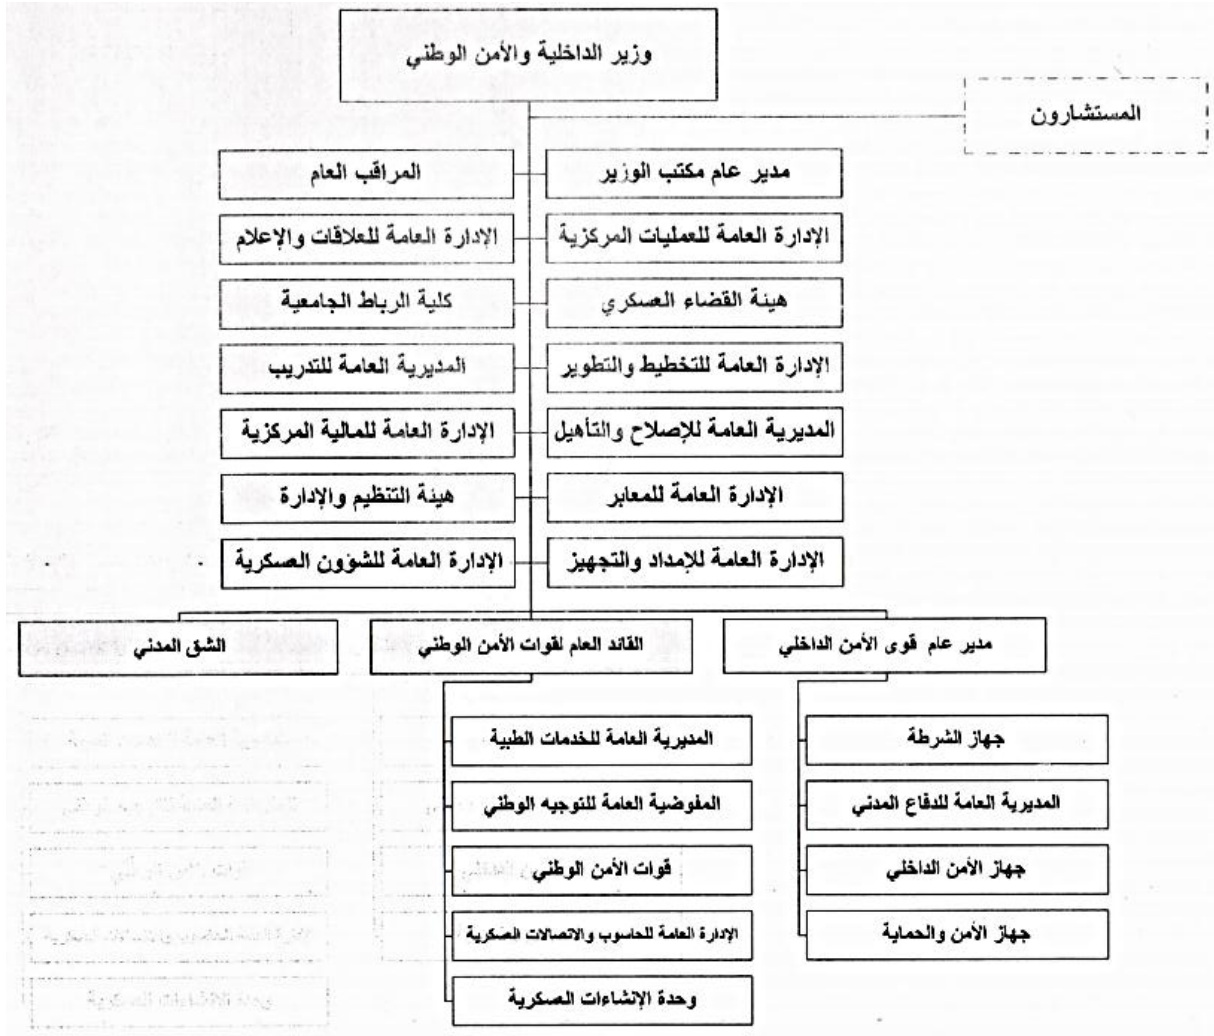 وزير الداخلية والأمن الوطني
المستشارون
مدير عام مكتب الوزير
المراقب العام
الإدارة العامة للعمليات المركزية
الإدارة العامة للعلاقات والإعلام
هيئة القضاء العسكري
كلية الرباط الجامعية
الإدارة العامة للتخطيط والتطوير
المديرية العامة للتدريب
المديرية العامة للإصلاح والتأهيل
الإدارة العامة للمالية المركزية
الإدارة العامة للمعابر
هيئة التنظيم والإدارة
الإدارة العامة للإمداد والتجهيز
الإدارة العامة للشؤون العسكرية
مدير عام قوى الأمن الداخلي
القائد العام لقوات الأمن الوطني
الشق المدني
جهاز الشرطة
المديرية العامة للدفاع المدني
جهاز الأمن الداخلي
جهاز الأمن والحماية
المديرية العامة للخدمات الطبية
المفوضية العامة للتوجيه الوطني
قوات الأمن الوطني
الإدارة العامة للحاسوب والاتصالات العسكرية
وحدة الإنشاءات العسكرية